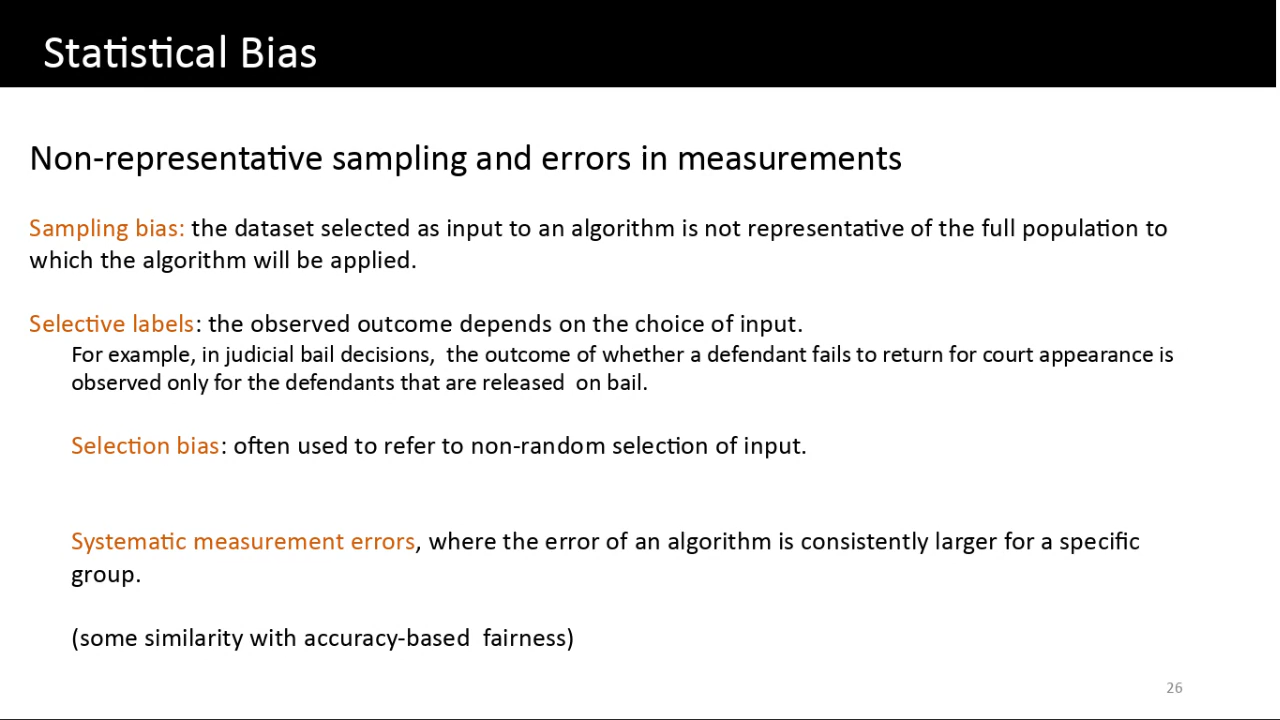 Statistical Bias
Non-representative sampling and errors in measurements
Sampling bias: the dataset selected as input to an algorithm is not representative of the full population to
which the algorithm will be applied.
Selective labels: the observed outcome depends on the choice of input.
For example, in judicial bail decisions,  the outcome of whether a defendant fails to return for court appearance is
observed only for the defendants that are released  on bail.
Selection bias: often used to refer to non-random selection of input.
Systematic measurement errors, where the error of an algorithm is consistently larger for a specific
group.
(some similarity with accuracy-based  fairness)
26